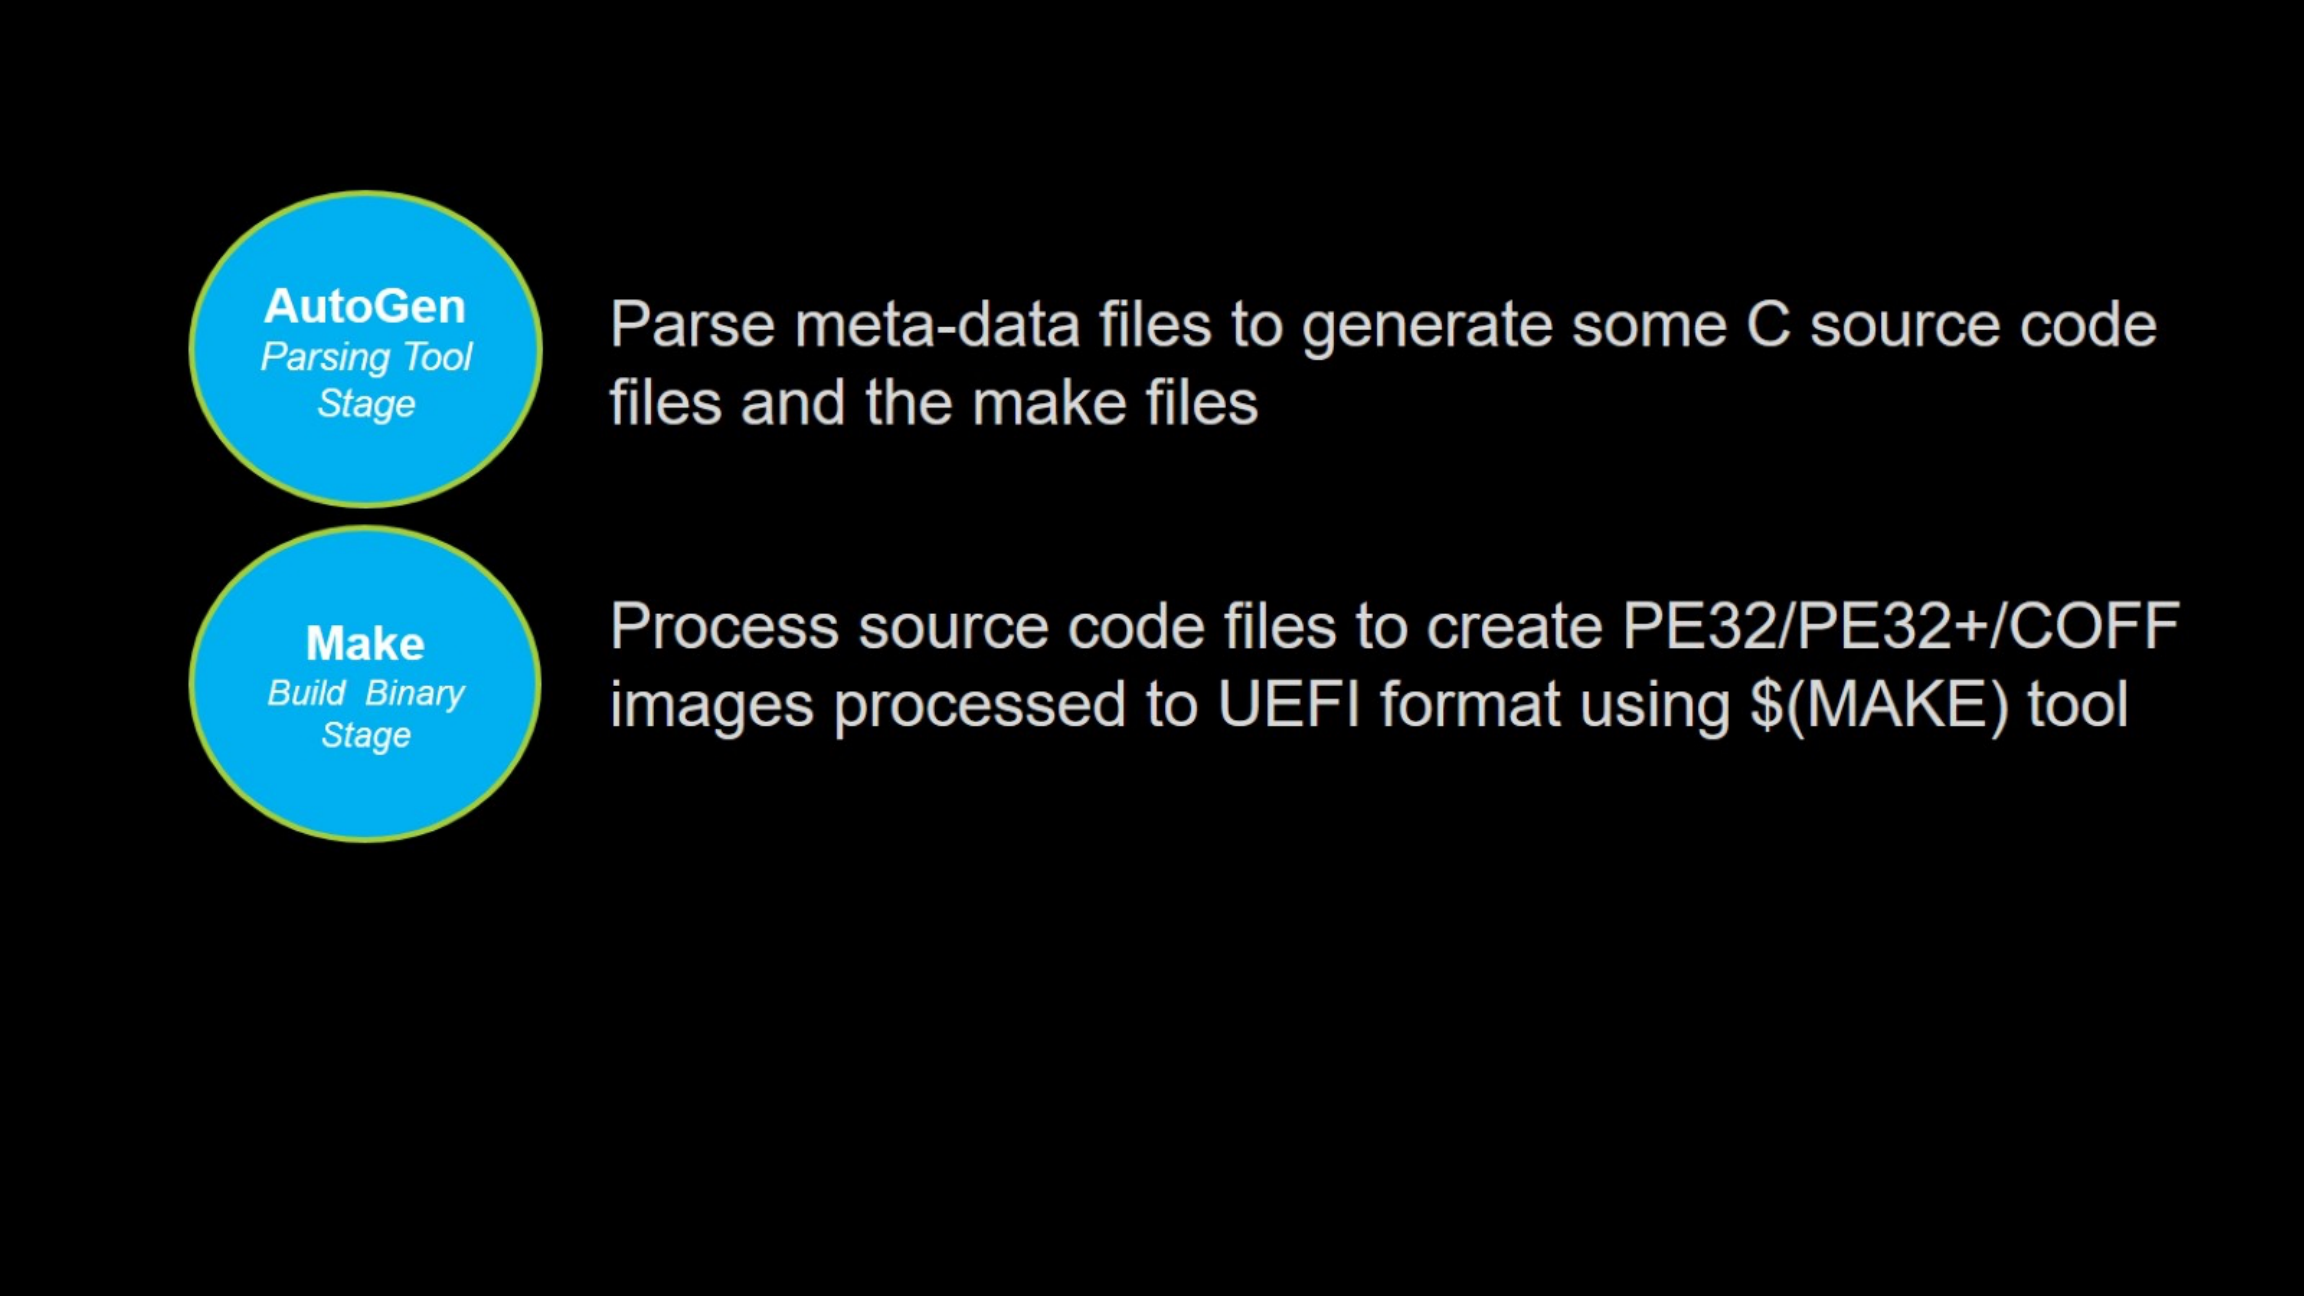 AutoGen
Parsing Tool
Stage
Parse meta-data files to generate some C source code
files and the make files
Make
Build Binary
Stage
Process source code files to create PE32/PE32+/COFF
images processed to UEFI format using $(MAKE) tool